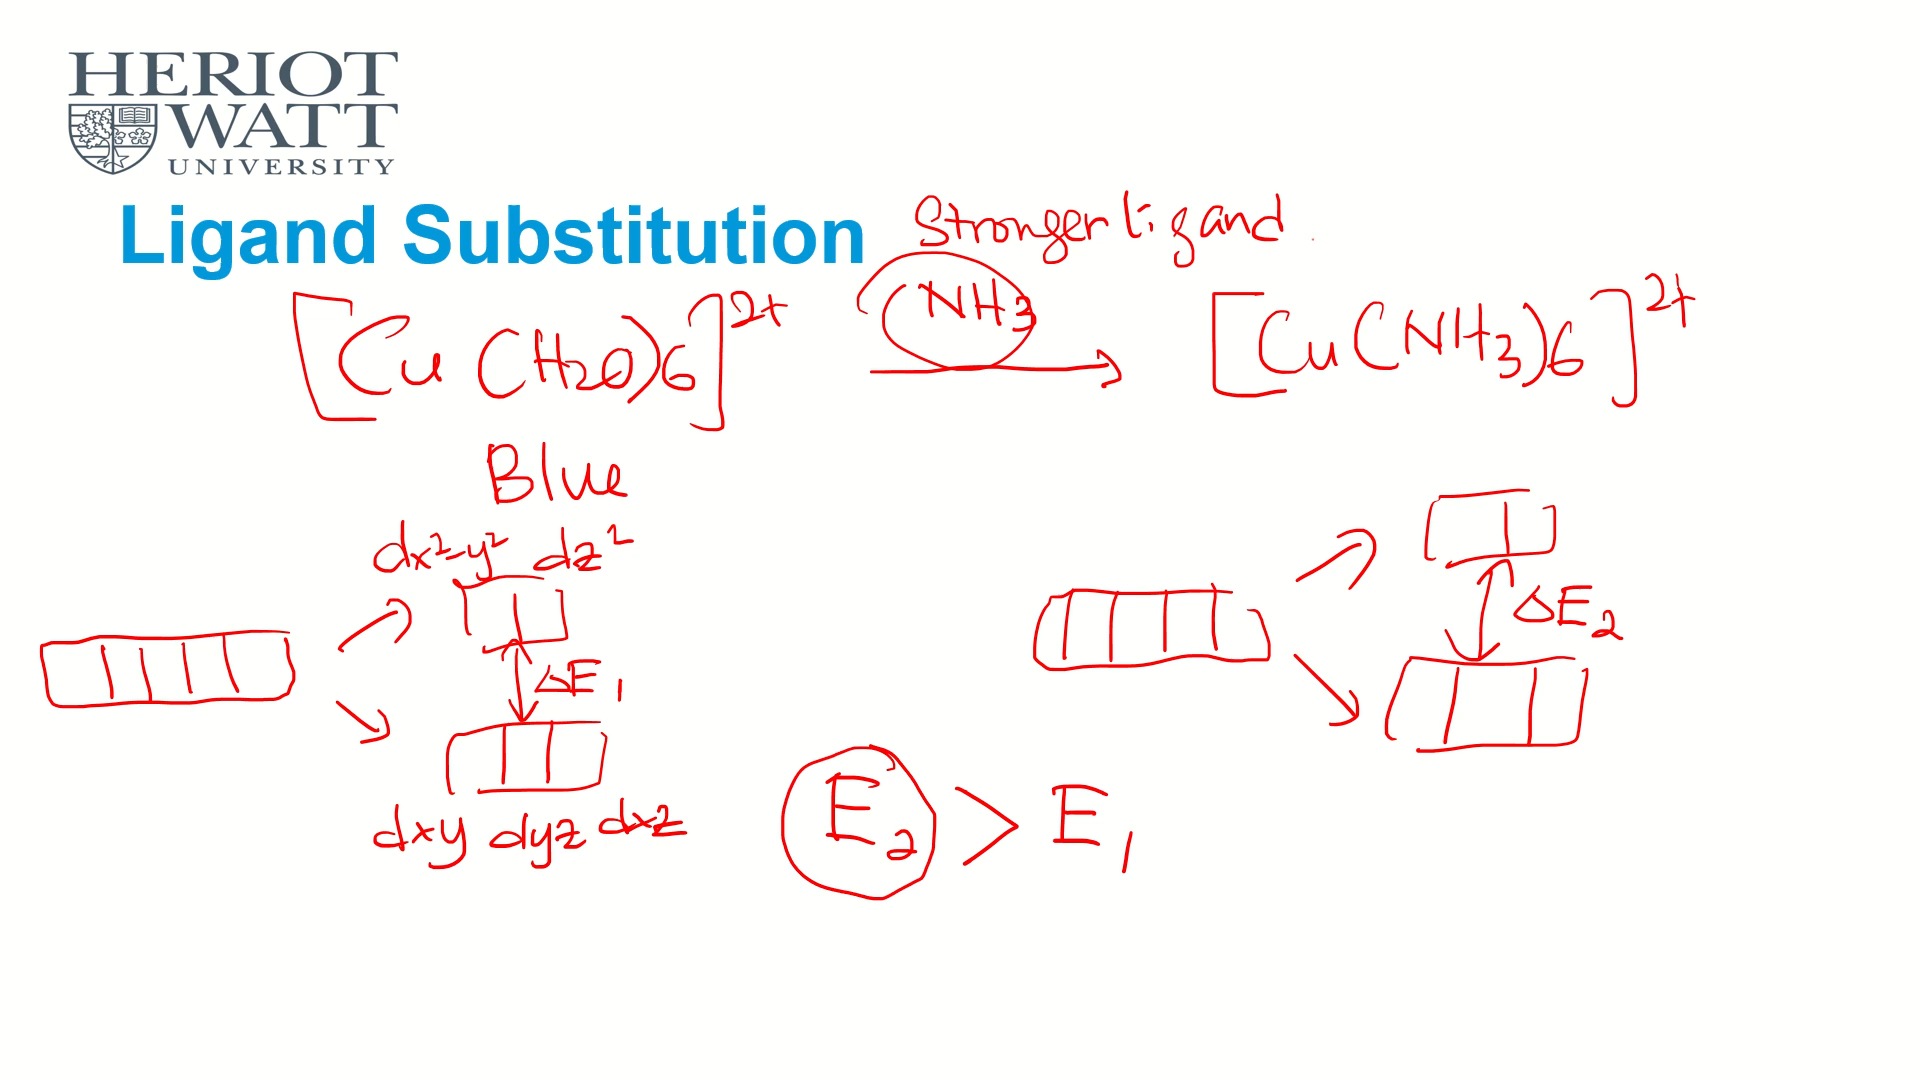 HERIOT
WATT
UNIVERSITY
Ligand Substitution
Stronger ligand
[Cu(H2O)6]2+ NH3 [Cu(NH3)6]2+
Blue
dx²-y² dz²
ΔE1
ΔE2
dxy dyz dxz
E2 > E1